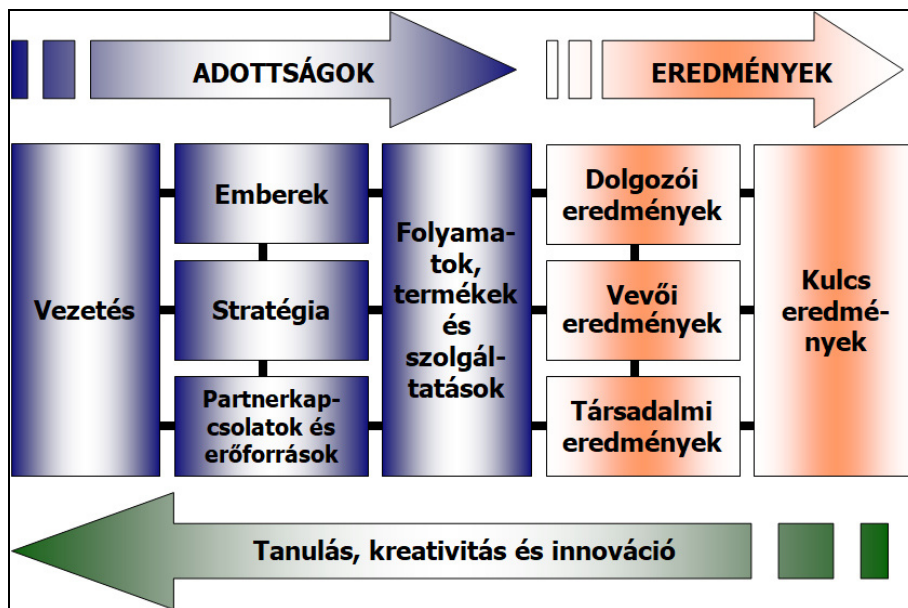 ADOTTSÁGOK
EREDMÉNYEK
Vezetés
Emberek
Stratégia
Partnerkap-
csolatok és
erőforrások
Folyama-
tok,
termékek
és
szolgál-
tatások
Dolgozói
eredmények
Vevői
eredmények
Társadalmi
eredmények
Kulcs
eredmé-
nyek
Tanulás, kreativitás és innováció